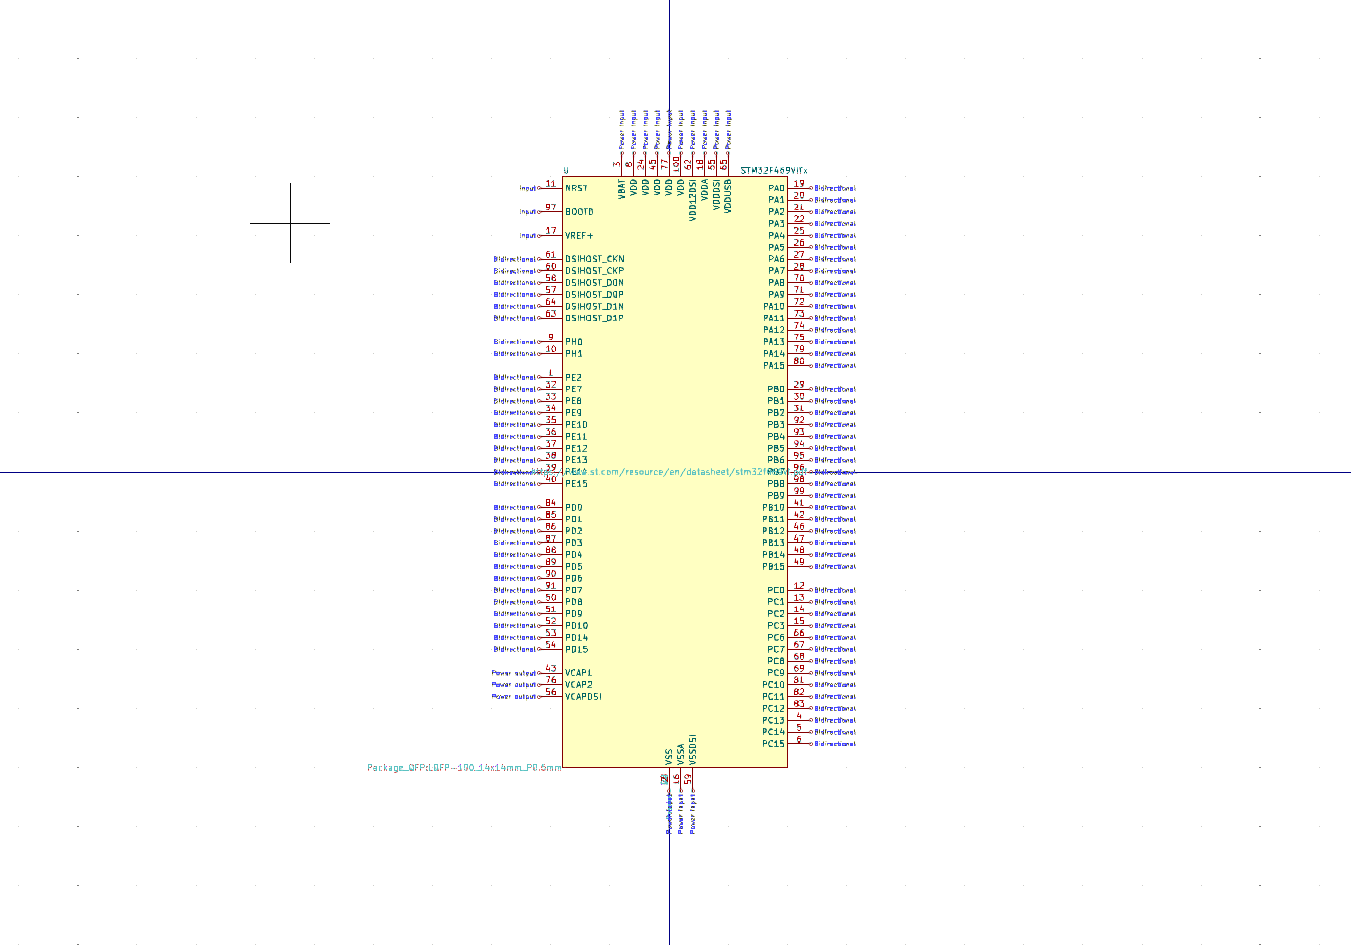 Power input Power input Power input Power input Power input Power input Power input Power input Power input Power input
3 8 24 45 77 100 62 18 55 65
U STM32F469VITx
VBAT VDD VDD VDD VDD VDD VDD12DSI VDDA VDDDSI VDDUSB
Input 11 NRST PA0 19 Bidirectional
PA1 20 Bidirectional
Input 97 BOOT0 PA2 21 Bidirectional
PA3 22 Bidirectional
Input 17 VREF+ PA4 25 Bidirectional
PA5 26 Bidirectional
Bidirectional 61 DSIHOST_CKN PA6 27 Bidirectional
Bidirectional 60 DSIHOST_CKP PA7 28 Bidirectional
Bidirectional 58 DSIHOST_D0N PA8 70 Bidirectional
Bidirectional 57 DSIHOST_D0P PA9 71 Bidirectional
Bidirectional 64 DSIHOST_D1N PA10 72 Bidirectional
Bidirectional 63 DSIHOST_D1P PA11 73 Bidirectional
PA12 74 Bidirectional
Bidirectional 9 PH0 PA13 75 Bidirectional
Bidirectional 10 PH1 PA14 79 Bidirectional
PA15 80 Bidirectional
Bidirectional 1 PE2
Bidirectional 32 PE7 PB0 29 Bidirectional
Bidirectional 33 PE8 PB1 30 Bidirectional
Bidirectional 34 PE9 PB2 31 Bidirectional
Bidirectional 35 PE10 PB3 92 Bidirectional
Bidirectional 36 PE11 PB4 93 Bidirectional
Bidirectional 37 PE12 PB5 94 Bidirectional
Bidirectional 38 PE13 PB6 95 Bidirectional
Bidirectional 39 PE14 st.com/resource/en/datasheet/ PB7 96 Bidirectional
Bidirectional 40 PE15 PB8 98 Bidirectional
PB9 99 Bidirectional
Bidirectional 84 PD0 PB10 41 Bidirectional
Bidirectional 85 PD1 PB11 42 Bidirectional
Bidirectional 86 PD2 PB12 46 Bidirectional
Bidirectional 87 PD3 PB13 47 Bidirectional
Bidirectional 88 PD4 PB14 48 Bidirectional
Bidirectional 89 PD5 PB15 49 Bidirectional
Bidirectional 90 PD6
Bidirectional 91 PD7 PC0 12 Bidirectional
Bidirectional 50 PD8 PC1 13 Bidirectional
Bidirectional 51 PD9 PC2 14 Bidirectional
Bidirectional 52 PD10 PC3 15 Bidirectional
Bidirectional 53 PD14 PC6 66 Bidirectional
Bidirectional 54 PD15 PC7 67 Bidirectional
PC8 68 Bidirectional
Power output 43 VCAP1 PC9 69 Bidirectional
Power output 76 VCAP2 PC10 81 Bidirectional
Power output 56 VCAPDSI PC11 82 Bidirectional
PC12 83 Bidirectional
PC13 4 Bidirectional
PC14 5 Bidirectional
PC15 6 Bidirectional
VSS VSSA VSSDSI
Package_QFP:LQFP-100_14x14mm_P0.5mm
16 59
Power input Power input Power input